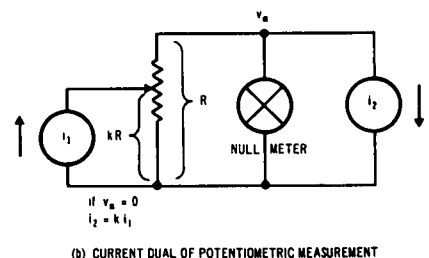 vₘ
i₁
kR
R
NULL METER
i₂
if vₘ = 0
i₂ = k i₁
(b) CURRENT DUAL OF POTENTIOMETRIC MEASUREMENT